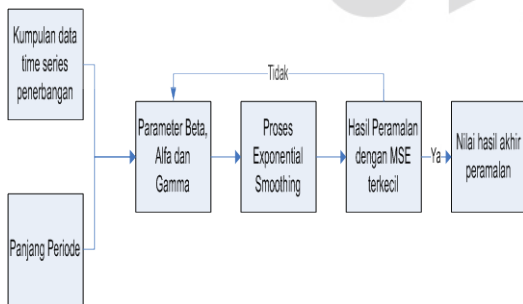 Kumpulan data
time series
penerbangan
Tidak
Parameter Beta,
Alfa dan
Gamma
Proses
Exponential
Smoothing
Hasil Peramalan
dengan MSE
terkecil
Ya
Nilai hasil akhir
peramalan
Panjang Periode